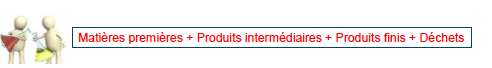 Matières premières + Produits intermédiaires + Produits finis + Déchets